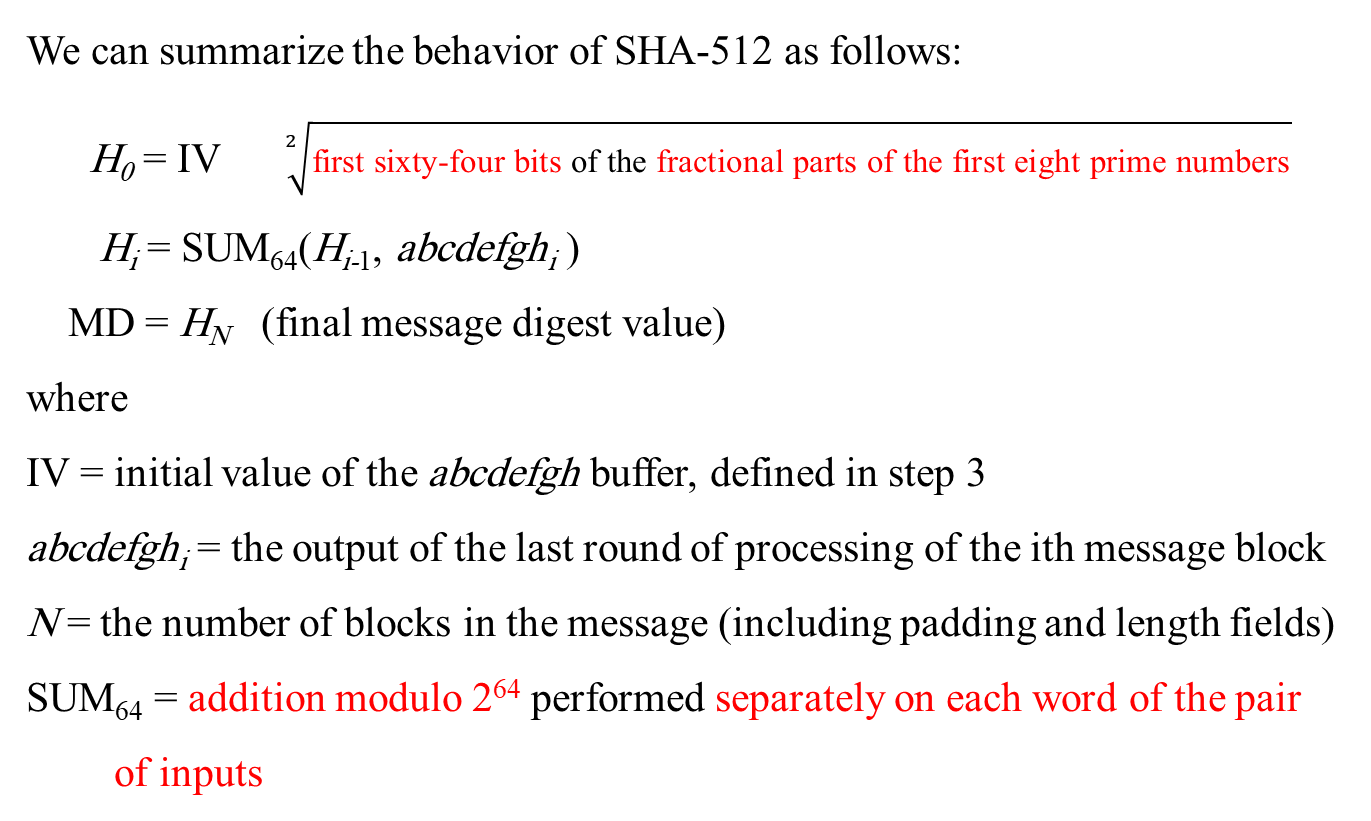 We can summarize the behavior of SHA-512 as follows:
H₀ = IV ²√first sixty-four bits of the fractional parts of the first eight prime numbers
Hᵢ = SUM₆₄(Hᵢ₋₁, abcdefghᵢ)
MD = H_N (final message digest value)
where
IV = initial value of the abcdefgh buffer, defined in step 3
abcdefghᵢ = the output of the last round of processing of the ith message block
N = the number of blocks in the message (including padding and length fields)
SUM₆₄ = addition modulo 2⁶⁴ performed separately on each word of the pair
of inputs